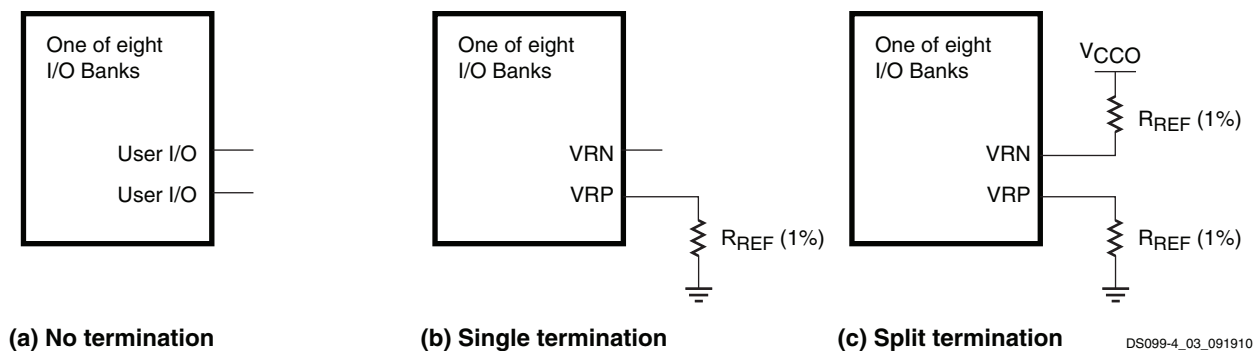 One of eight
I/O Banks
User I/O
User I/O
(a) No termination
One of eight
I/O Banks
VRN
VRP
RREF (1%)
(b) Single termination
One of eight
I/O Banks
VCCO
RREF (1%)
VRN
VRP
RREF (1%)
(c) Split termination
DS099-4_03_091910